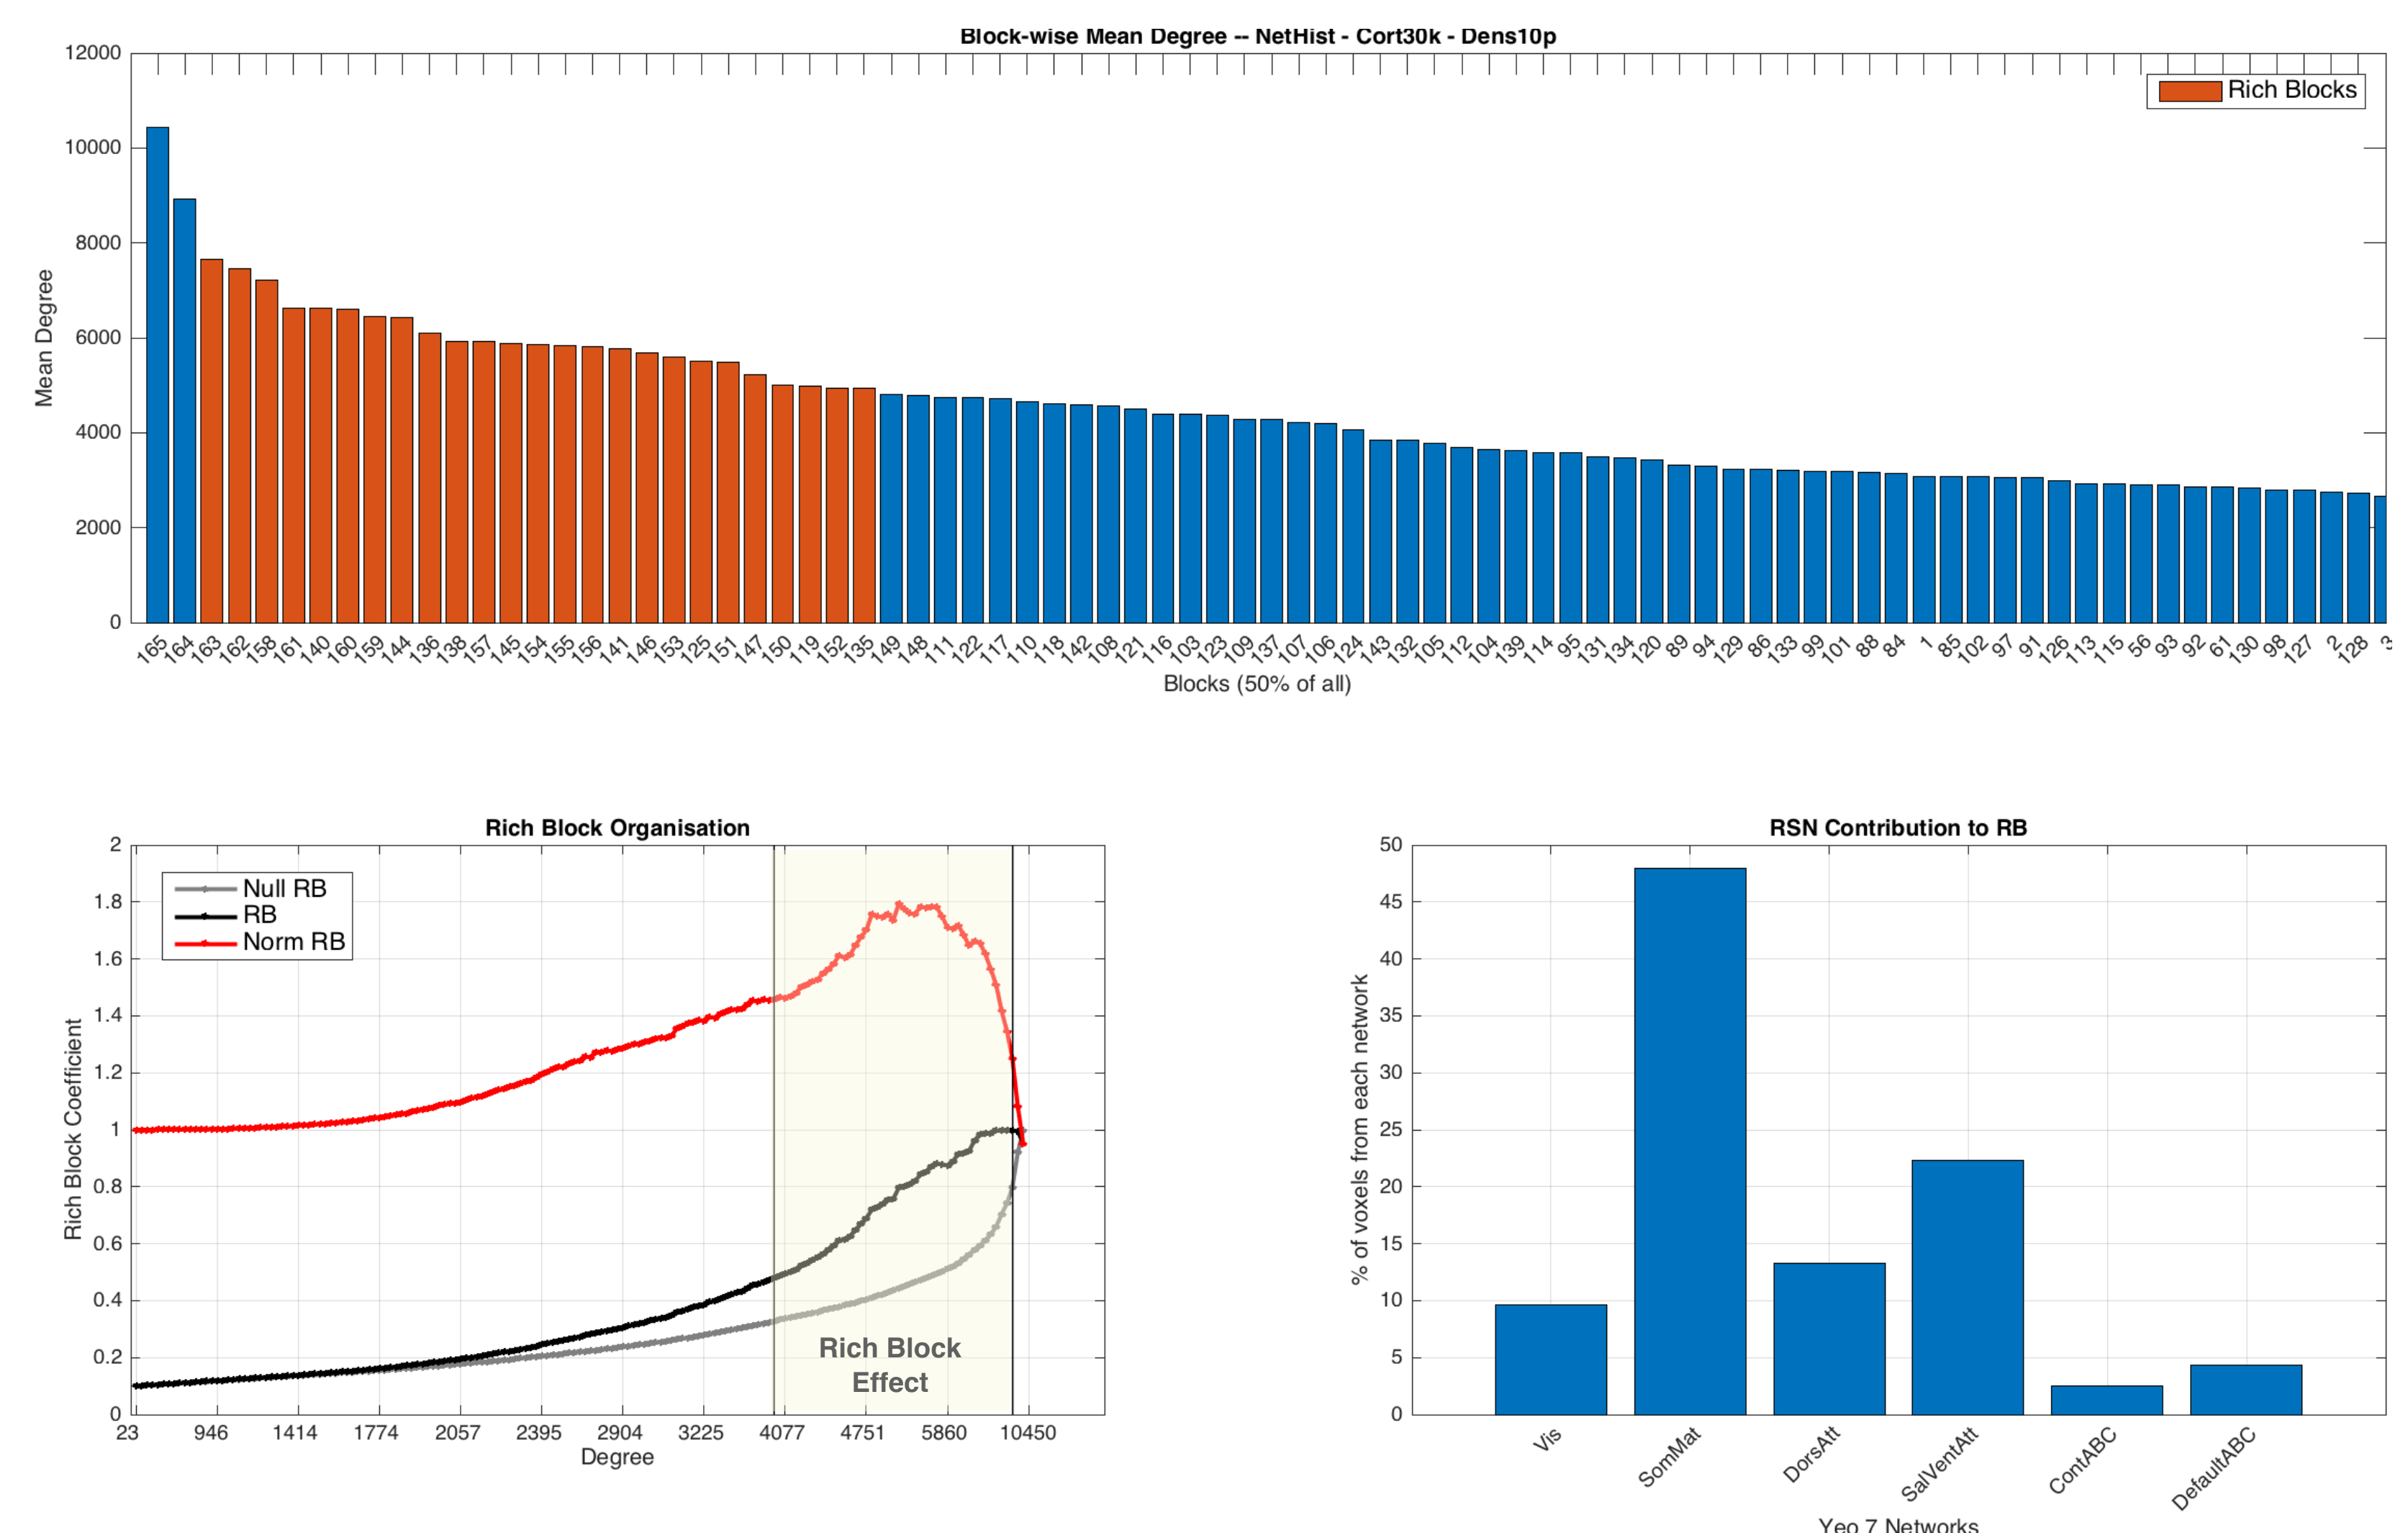 Block-wise Mean Degree -- NetHist - Cort30k - Dens10p
12000
10000
8000
6000
4000
2000
0
Mean Degree
Rich Blocks
165 164 163 162 158 161 140 160 159 144 136 138 157 145 154 155 156 141 146 153 125 151 147 150 119 152 135 149 148 111 122 117 110 118 142 108 121 116 103 123 109 137 107 106 124 143 132 105 112 104 139 114 95 131 134 120 89 94 129 86 133 99 101 88 84 1 85 102 97 91 126 113 115 56 93 92 61 130 98 127 2 128 3
Blocks (50% of all)
Rich Block Organisation
2
1.8
1.6
1.4
1.2
1
0.8
0.6
0.4
0.2
0
Rich Block Coefficient
Null RB
RB
Norm RB
Rich Block
Effect
23 946 1414 1774 2057 2395 2904 3225 4077 4751 5860 10450
Degree
RSN Contribution to RB
50
45
40
35
30
25
20
15
10
5
0
% of voxels from each network
Vis SomMat DorsAtt SalVentAtt ContABC DefaultABC
Yeo 7 Networks